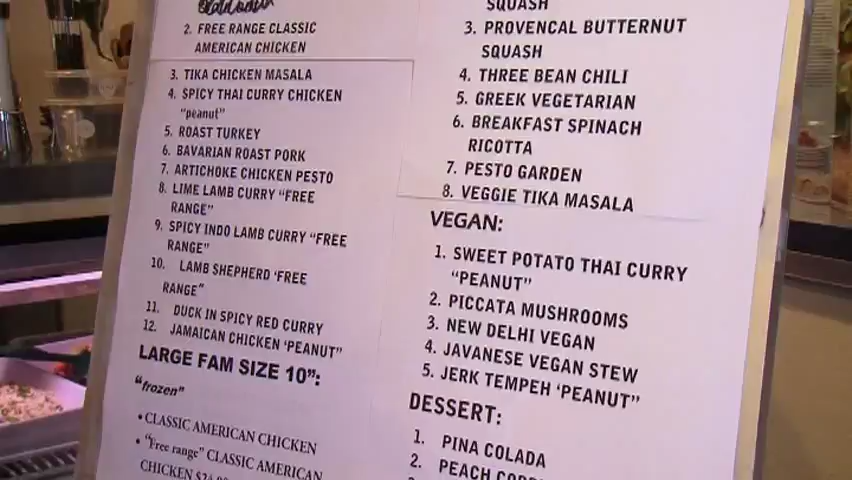 2. FREE RANGE CLASSIC
AMERICAN CHICKEN
3. TIKA CHICKEN MASALA
4. SPICY THAI CURRY CHICKEN
"peanut"
5. ROAST TURKEY
6. BAVARIAN ROAST PORK
7. ARTICHOKE CHICKEN PESTO
8. LIME LAMB CURRY "FREE
RANGE"
9. SPICY INDO LAMB CURRY "FREE
RANGE"
10. LAMB SHEPHERD 'FREE
RANGE"
11. DUCK IN SPICY RED CURRY
12. JAMAICAN CHICKEN 'PEANUT"
LARGE FAM SIZE 10":
"frozen"
• CLASSIC AMERICAN CHICKEN
• "Free range" CLASSIC AMERICAN
CHICKEN
SQUASH
3. PROVENCAL BUTTERNUT
SQUASH
4. THREE BEAN CHILI
5. GREEK VEGETARIAN
6. BREAKFAST SPINACH
RICOTTA
7. PESTO GARDEN
8. VEGGIE TIKA MASALA
VEGAN:
1. SWEET POTATO THAI CURRY
"PEANUT"
2. PICCATA MUSHROOMS
3. NEW DELHI VEGAN
4. JAVANESE VEGAN STEW
5. JERK TEMPEH 'PEANUT"
DESSERT:
1. PINA COLADA
2. PEACH